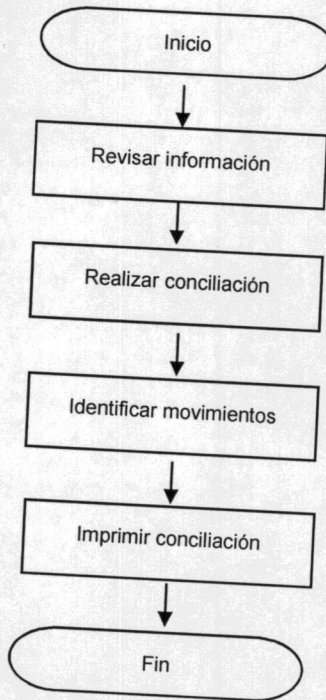 Inicio
Revisar información
Realizar conciliación
Identificar movimientos
Imprimir conciliación
Fin